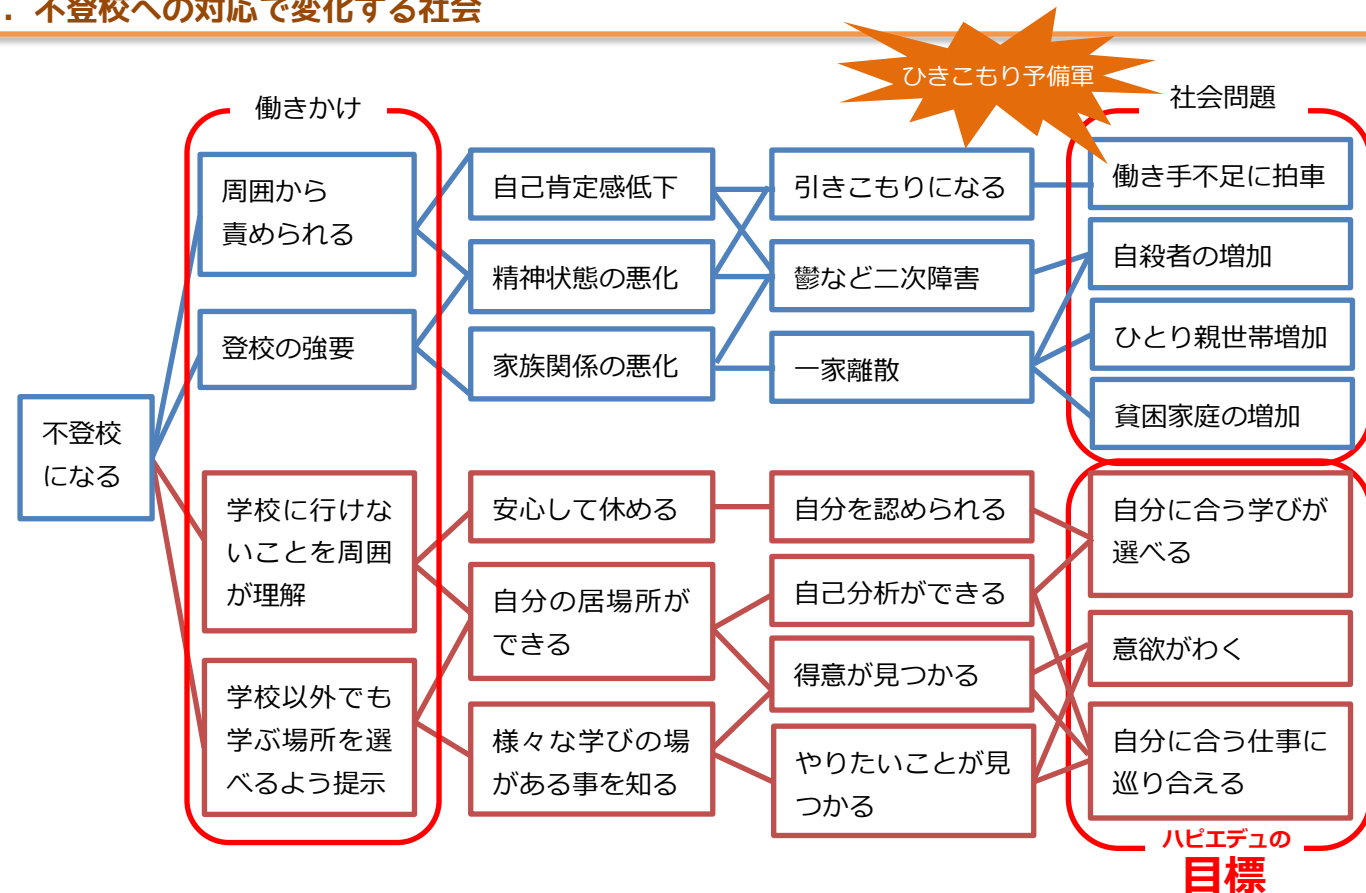 ．不登校への対応で変化する社会
ひきこもり予備軍
働きかけ
社会問題
不登校
になる
周囲から
責められる
登校の強要
自己肯定感低下
精神状態の悪化
家族関係の悪化
引きこもりになる
鬱など二次障害
一家離散
働き手不足に拍車
自殺者の増加
ひとり親世帯増加
貧困家庭の増加
学校に行けな
いことを周囲
が理解
学校以外でも
学ぶ場所を選
べるよう提示
安心して休める
自分の居場所が
できる
様々な学びの場
がある事を知る
自分を認められる
自己分析ができる
得意が見つかる
やりたいことが見
つかる
自分に合う学びが
選べる
意欲がわく
自分に合う仕事に
巡り合える
ハピエデュの
目標